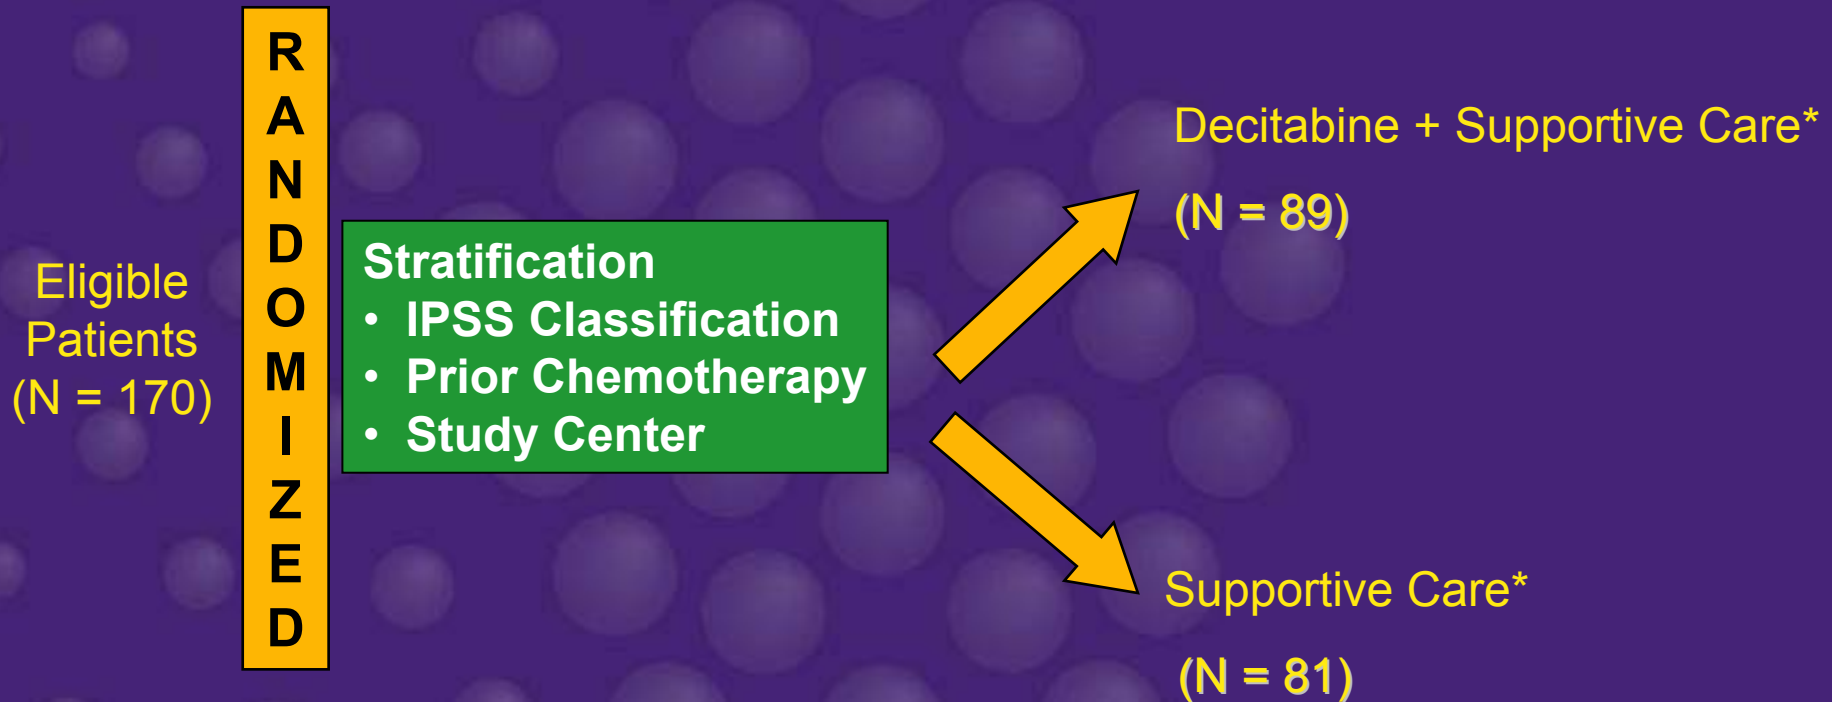 Eligible
Patients
(N = 170)
R
A
N
D
O
M
I
Z
E
D
Stratification
• IPSS Classification
• Prior Chemotherapy
• Study Center
Decitabine + Supportive Care*
(N = 89)
Supportive Care*
(N = 81)